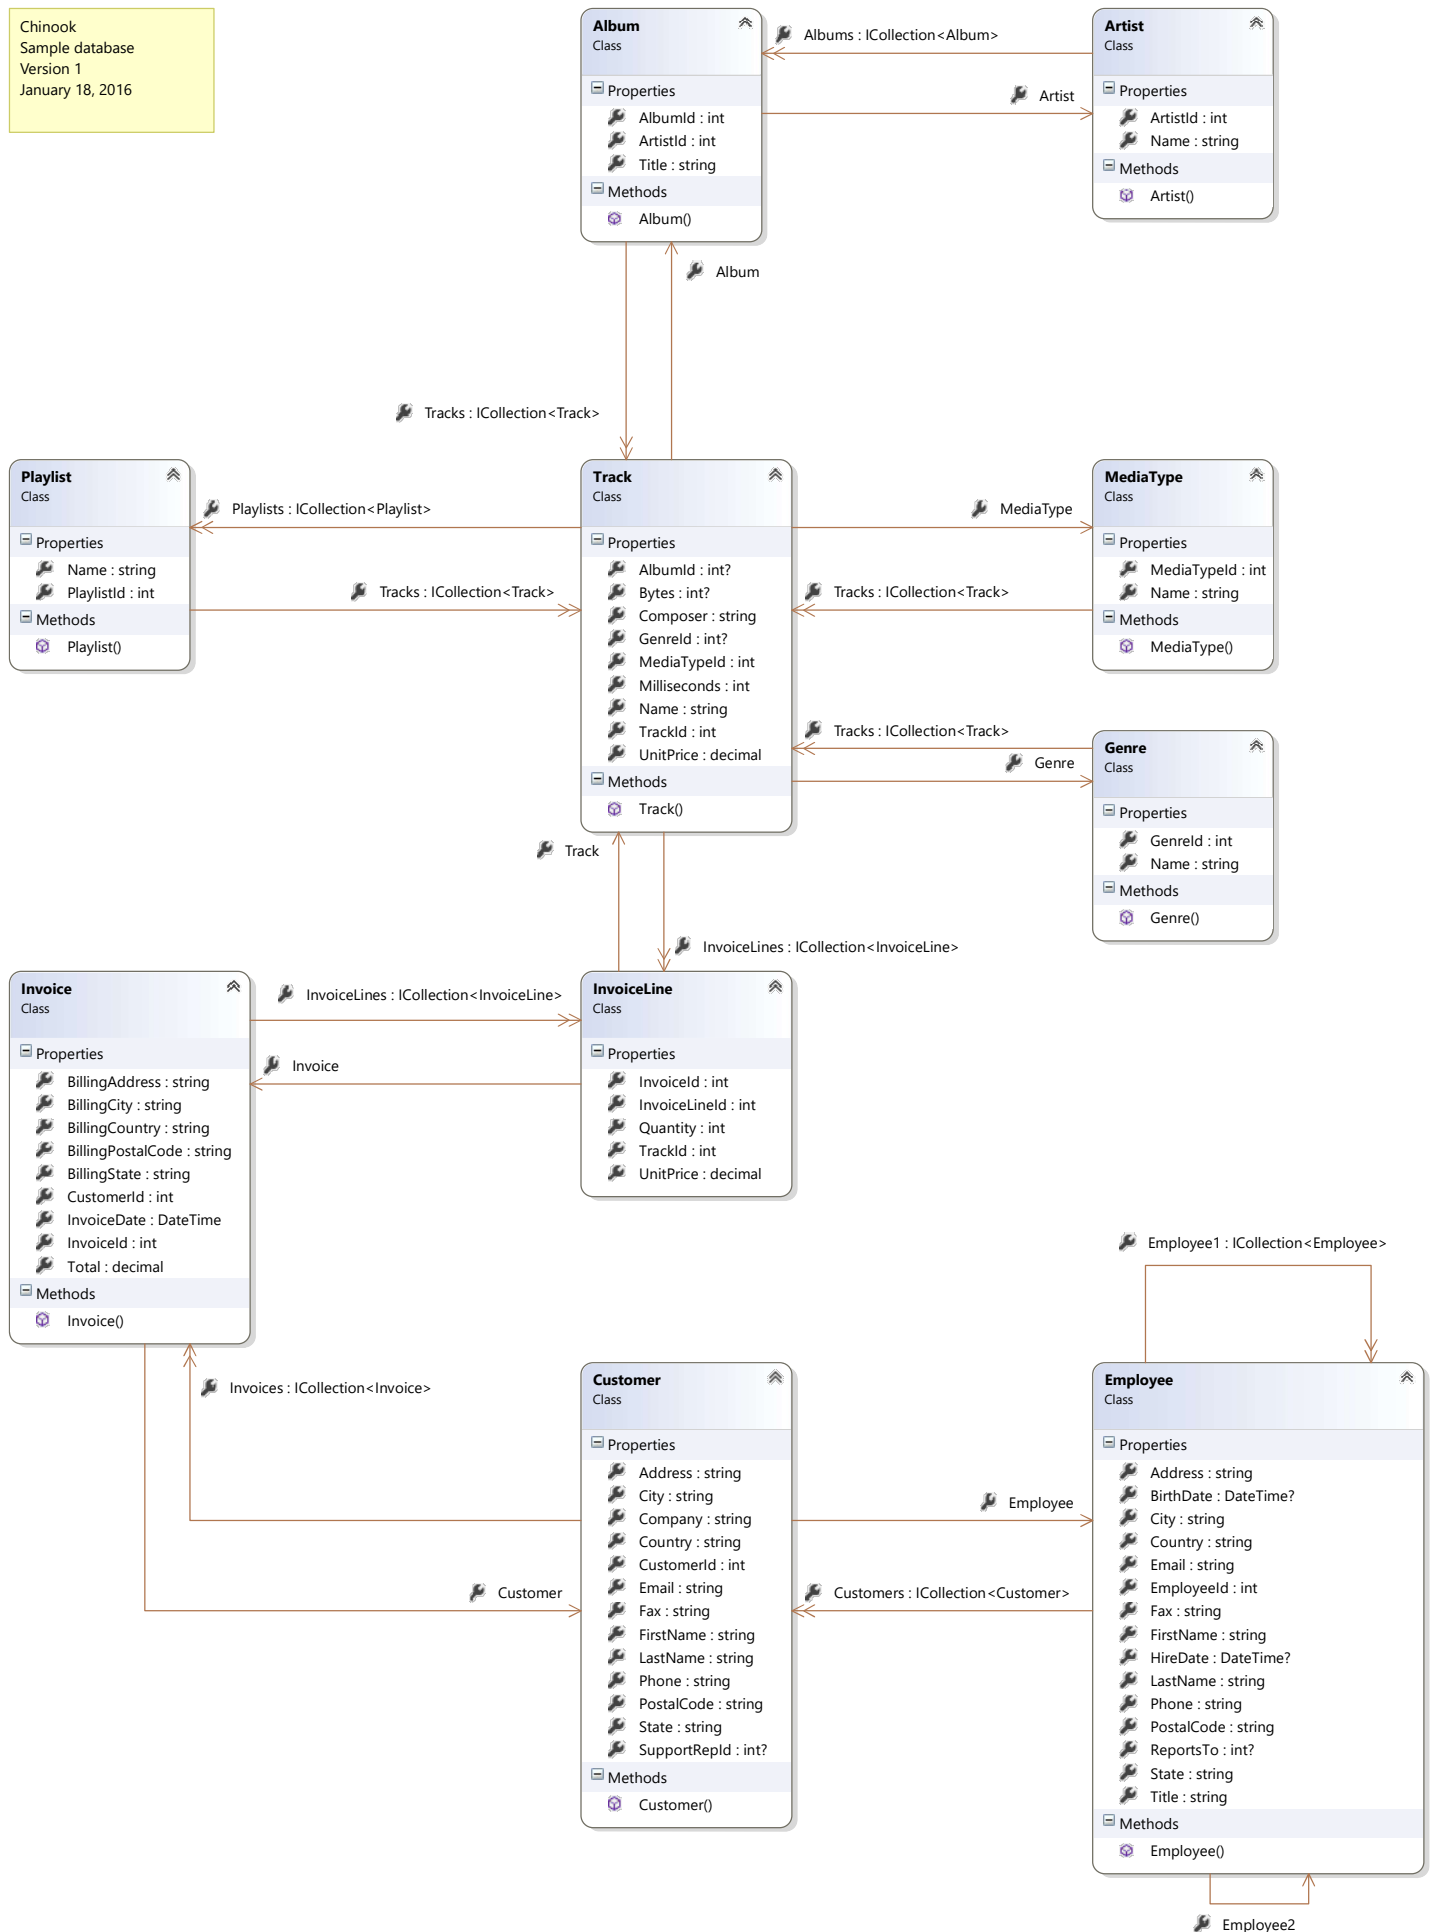 Chinook
Sample database
Version 1
January 18, 2016
Album
Class
Properties
AlbumId : int
ArtistId : int
Title : string
Methods
Album()
Albums : ICollection<Album>
Artist
Artist
Class
Properties
ArtistId : int
Name : string
Methods
Artist()
Album
Tracks : ICollection<Track>
Playlist
Class
Properties
Name : string
PlaylistId : int
Methods
Playlist()
Playlists : ICollection<Playlist>
Tracks : ICollection<Track>
Track
Class
Properties
AlbumId : int?
Bytes : int?
Composer : string
GenreId : int?
MediaTypeId : int
Milliseconds : int
Name : string
TrackId : int
UnitPrice : decimal
Methods
Track()
MediaType
Tracks : ICollection<Track>
MediaType
Class
Properties
MediaTypeId : int
Name : string
Methods
MediaType()
Tracks : ICollection<Track>
Genre
Genre
Class
Properties
GenreId : int
Name : string
Methods
Genre()
Track
InvoiceLines : ICollection<InvoiceLine>
Invoice
Class
Properties
BillingAddress : string
BillingCity : string
BillingCountry : string
BillingPostalCode : string
BillingState : string
CustomerId : int
InvoiceDate : DateTime
InvoiceId : int
Total : decimal
Methods
Invoice()
InvoiceLines : ICollection<InvoiceLine>
Invoice
InvoiceLine
Class
Properties
InvoiceId : int
InvoiceLineId : int
Quantity : int
TrackId : int
UnitPrice : decimal
Employee1 : ICollection<Employee>
Invoices : ICollection<Invoice>
Customer
Customer
Class
Properties
Address : string
City : string
Company : string
Country : string
CustomerId : int
Email : string
Fax : string
FirstName : string
LastName : string
Phone : string
PostalCode : string
State : string
SupportRepId : int?
Methods
Customer()
Employee
Customers : ICollection<Customer>
Employee
Class
Properties
Address : string
BirthDate : DateTime?
City : string
Country : string
Email : string
EmployeeId : int
Fax : string
FirstName : string
HireDate : DateTime?
LastName : string
Phone : string
PostalCode : string
ReportsTo : int?
State : string
Title : string
Methods
Employee()
Employee2